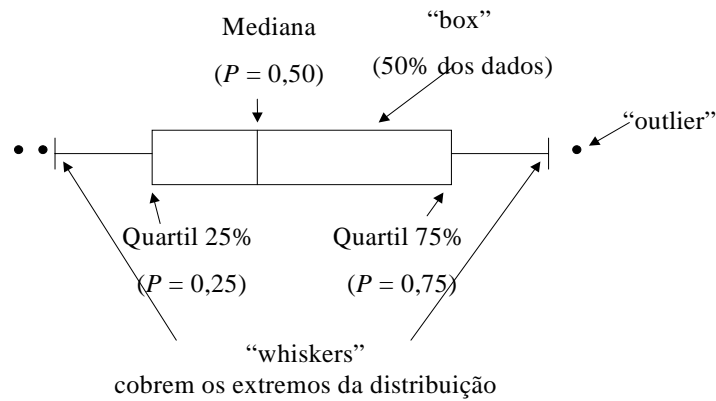 Mediana
(P = 0,50)
“box”
(50% dos dados)
“outlier”
Quartil 25%
(P = 0,25)
Quartil 75%
(P = 0,75)
“whiskers”
cobrem os extremos da distribuição